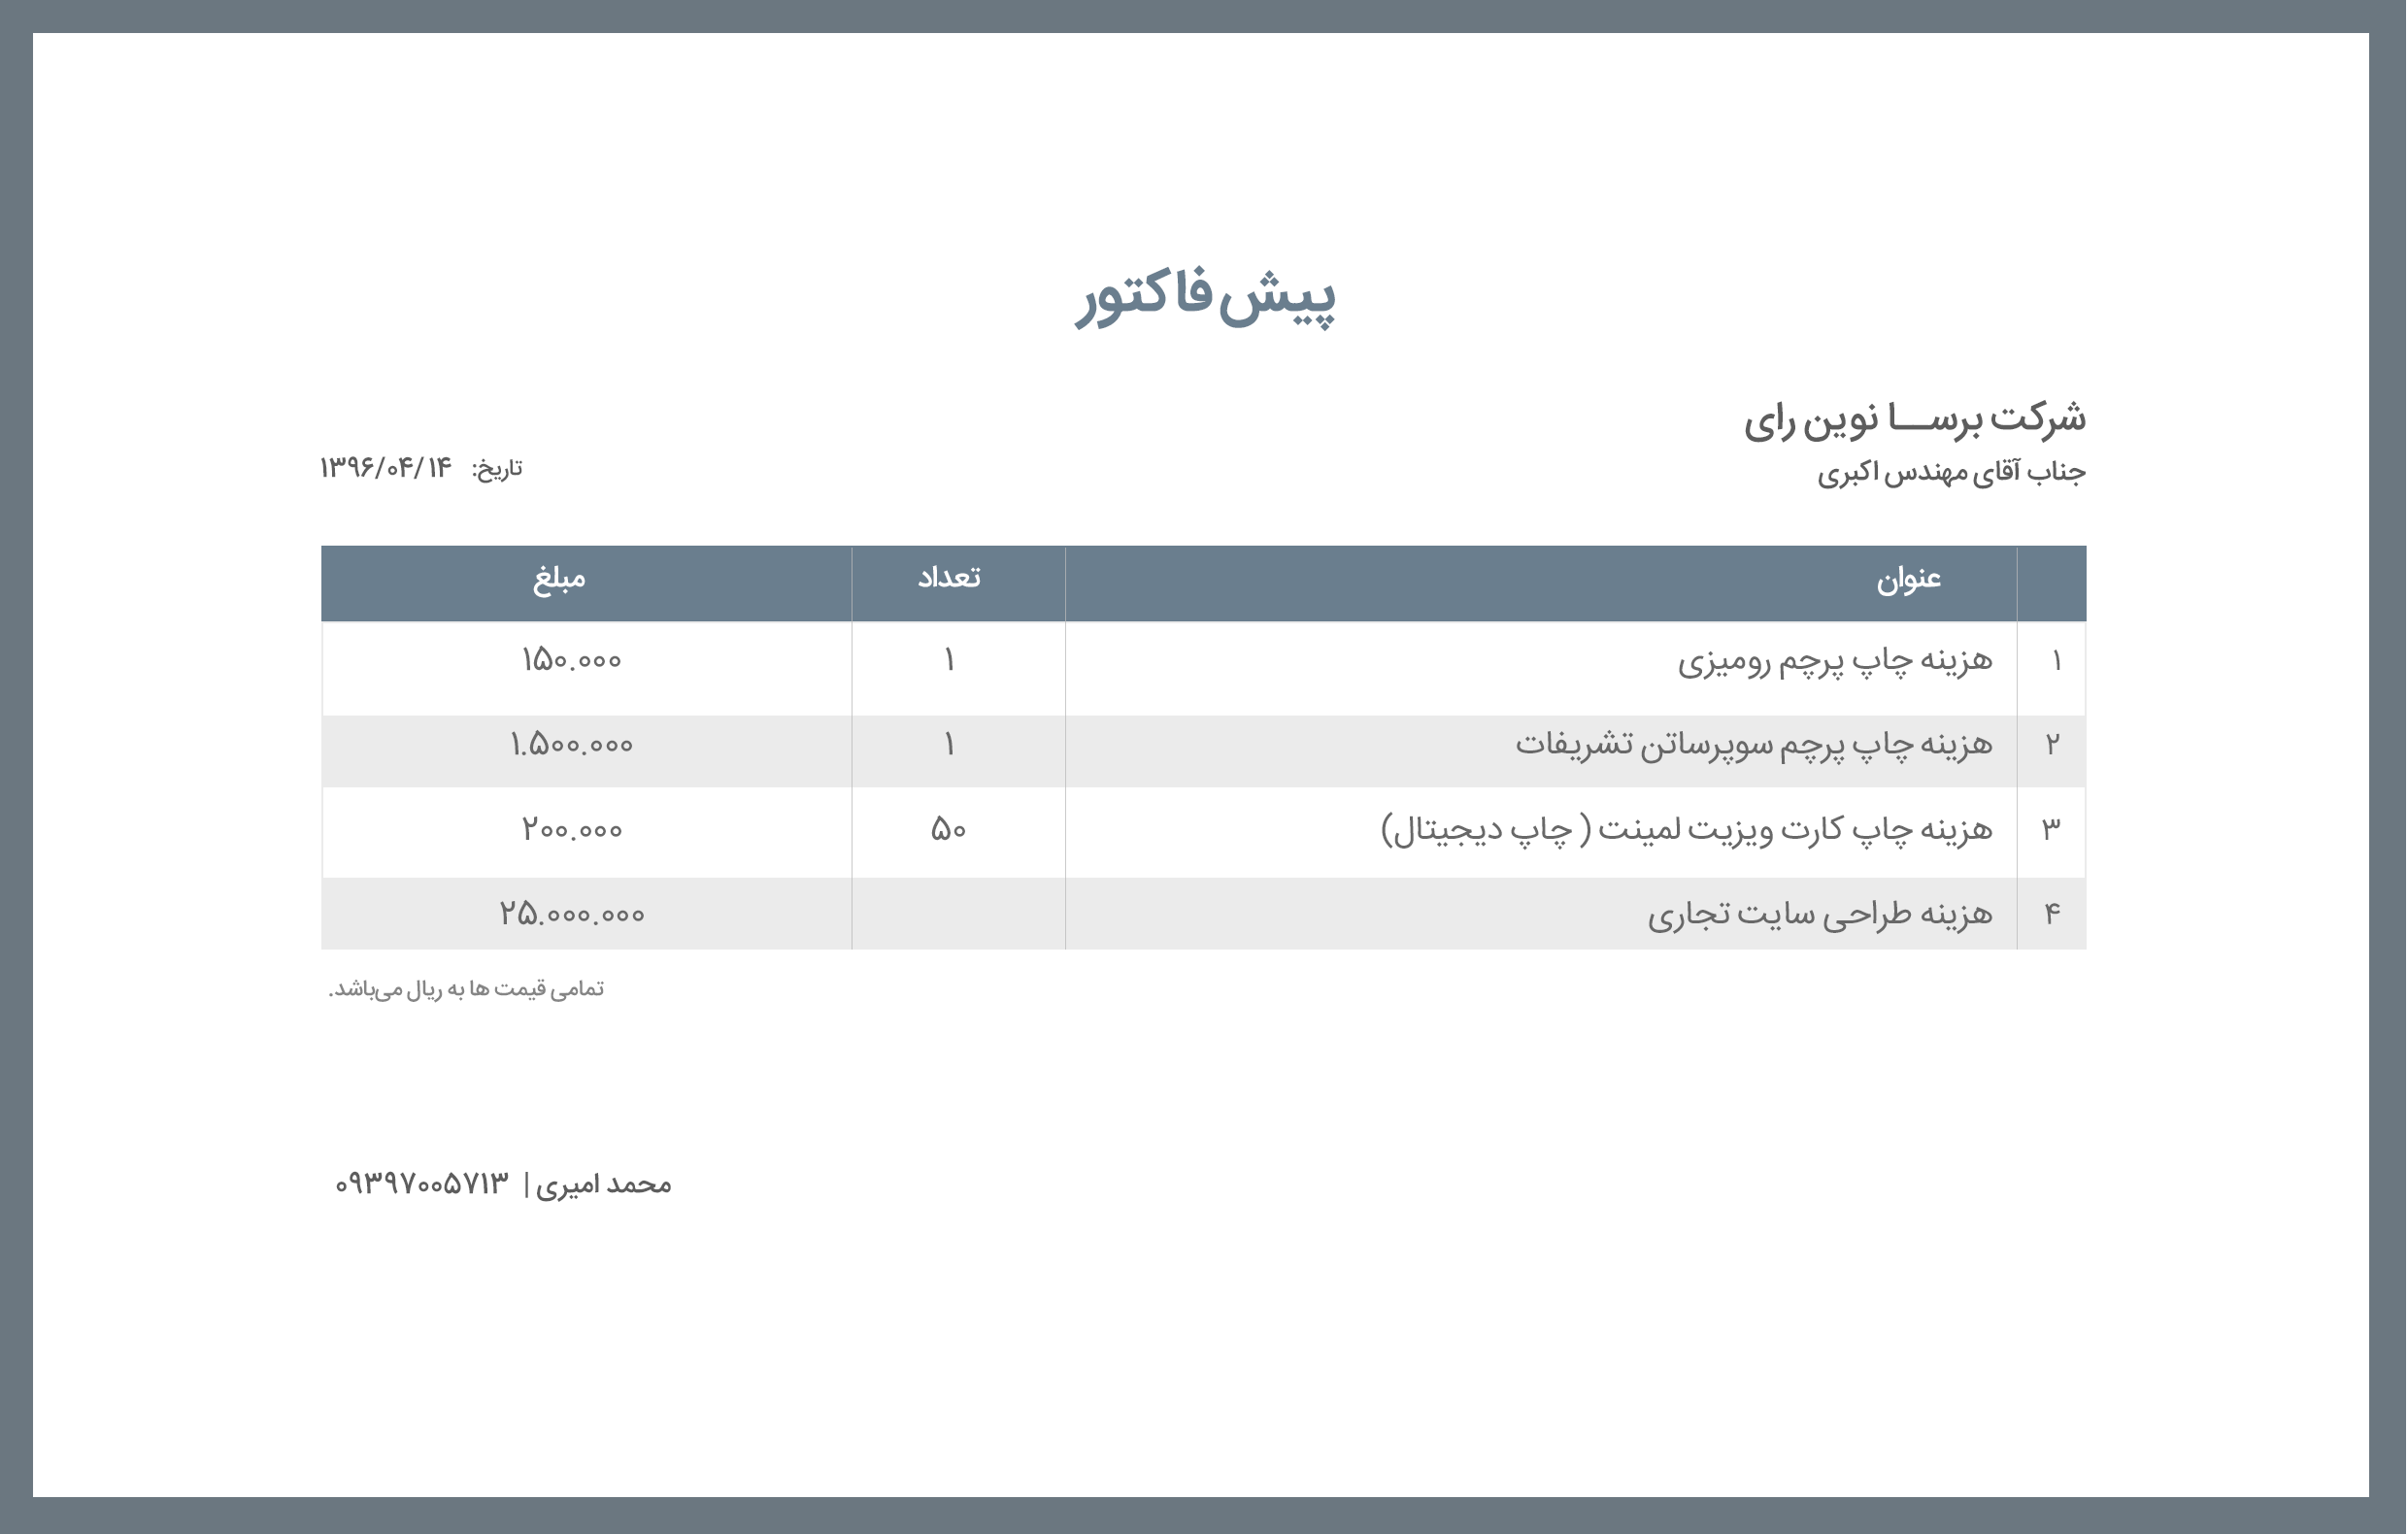 پیش‌فاکتور
شرکت برســا نوین رای
جناب آقای مهندس اکبری
تاریخ: ۱۳۹۶/۰۴/۱۴
عنوان تعداد مبلغ
۱ هزینه چاپ پرچم رومیزی ۱ ۱۵۰.۰۰۰
۲ هزینه چاپ پرچم سوپرساتن تشریفات ۱ ۱.۵۰۰.۰۰۰
۳ هزینه چاپ کارت ویزیت لمینت ( چاپ دیجیتال) ۵۰ ۲۰۰.۰۰۰
۴ هزینه طراحی سایت تجاری ۲۵.۰۰۰.۰۰۰
تمامی قیمت ها به ریال می‌باشد.
محمد امیری | ۰۹۳۹۷۰۰۵۷۱۳